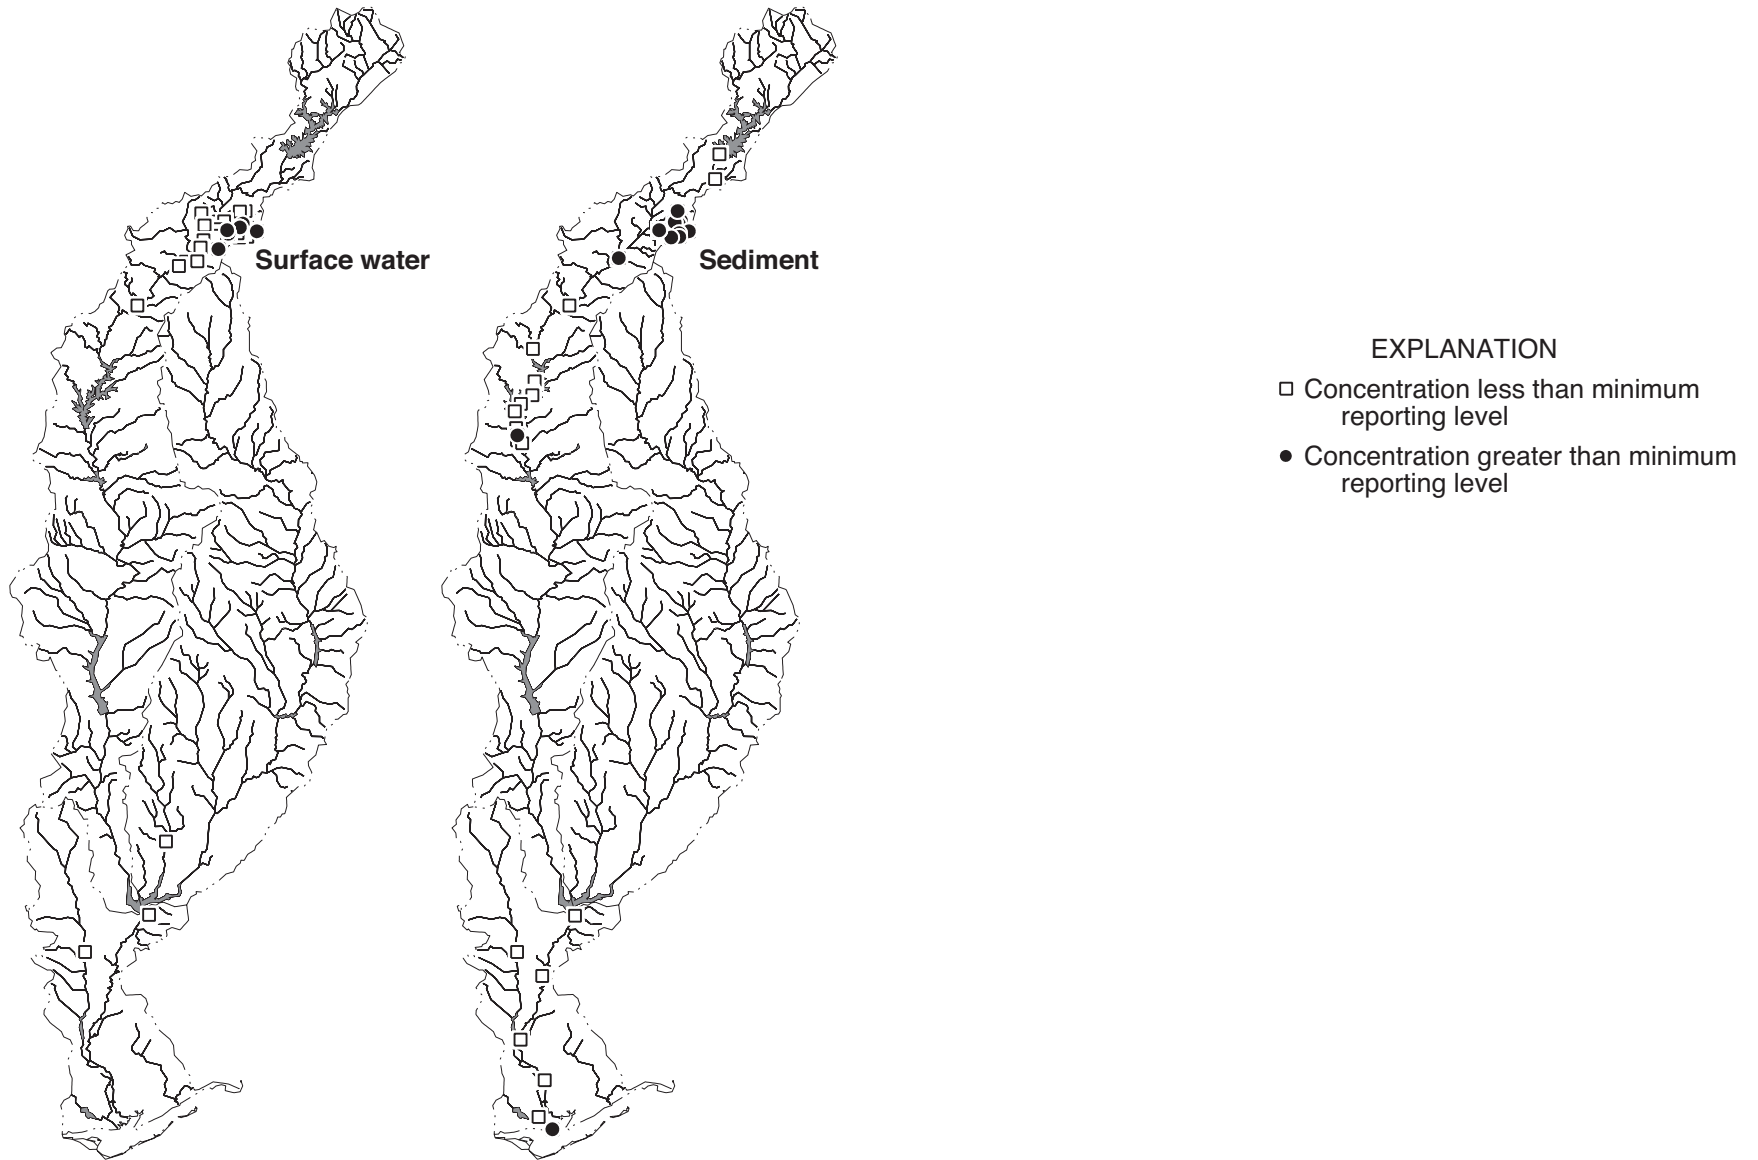 Surface water
Sediment
EXPLANATION
Concentration less than minimum
reporting level
Concentration greater than minimum
reporting level